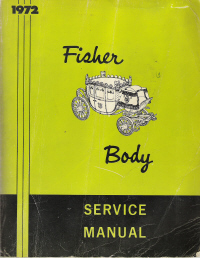 1972
Fisher
Body
SERVICE
MANUAL